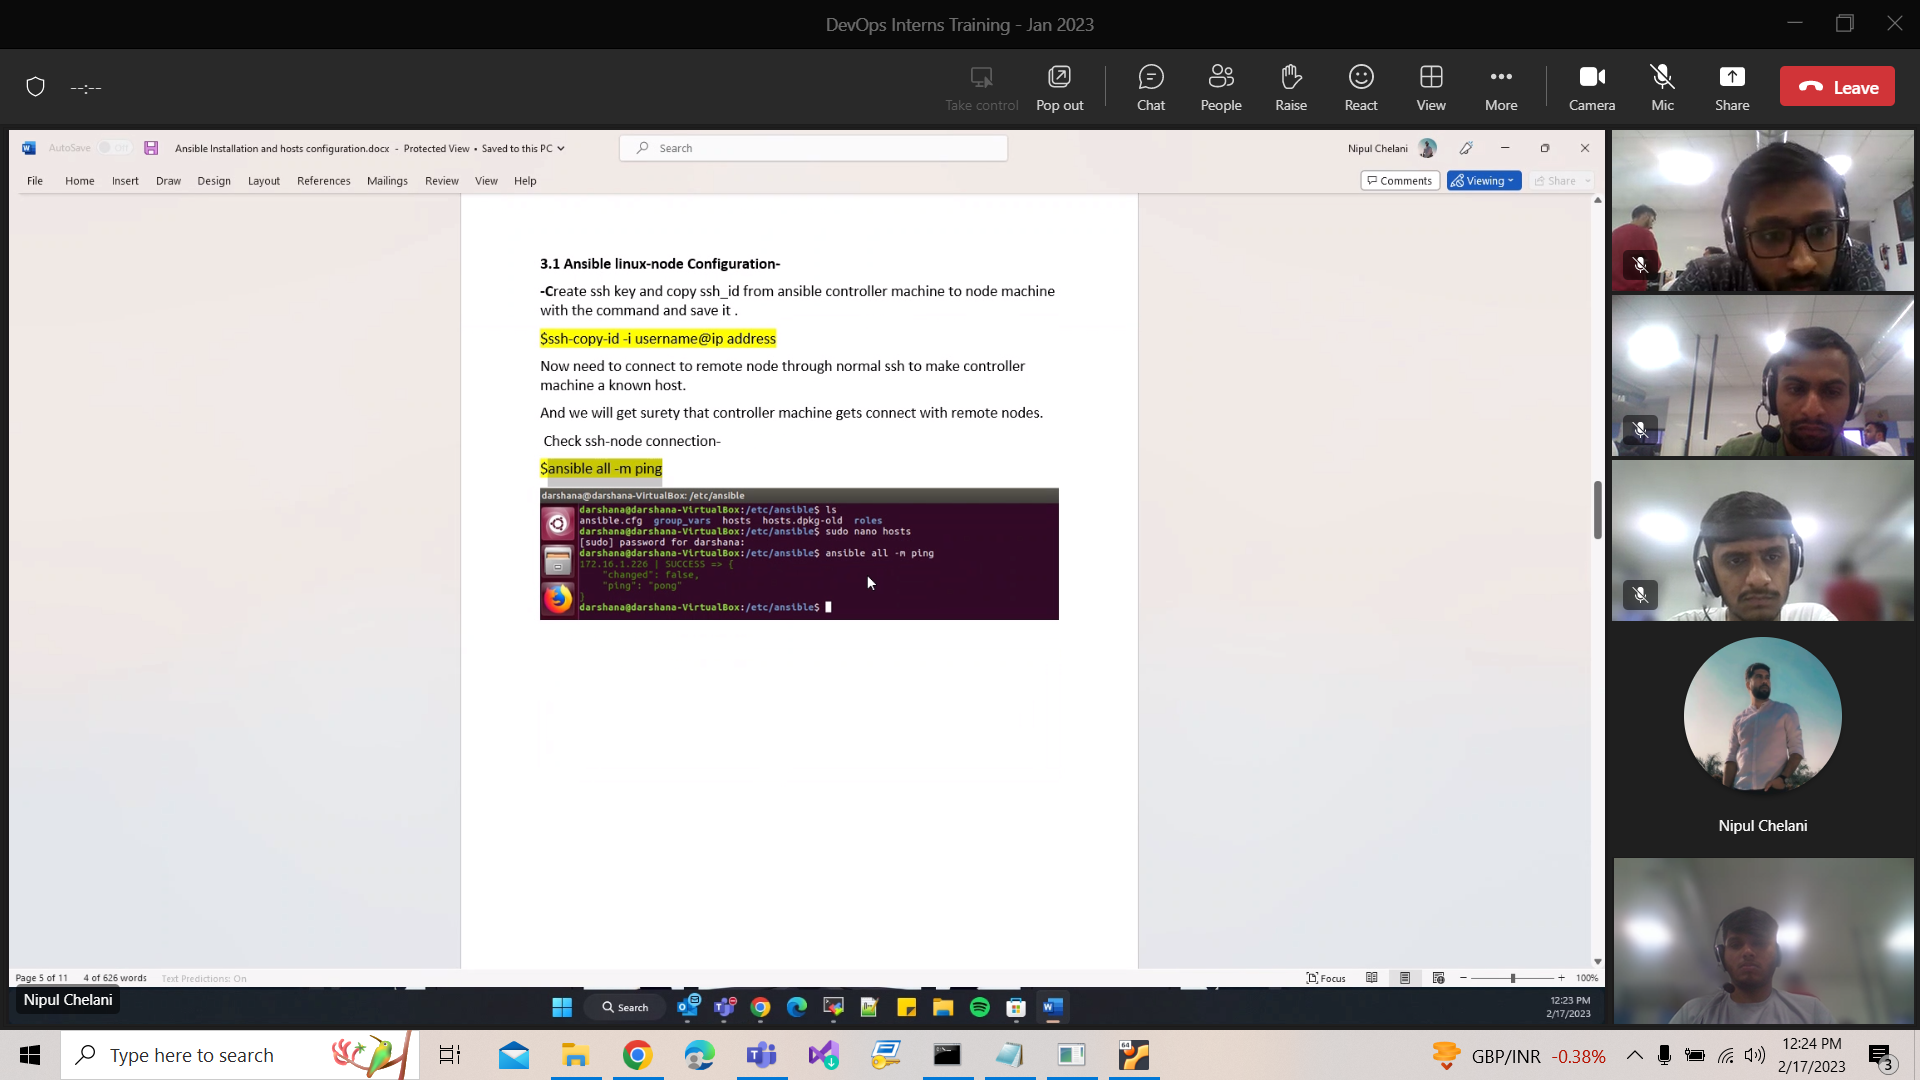 DevOps Interns Training - Jan 2023
--:--
Take control
Pop out
Chat
People
Raise
React
View
More
Camera
Mic
Share
Leave
AutoSave Off
Ansible Installation and hosts configuration.docx - Protected View • Saved to this PC
Search
Nipul Chelani
File Home Insert Draw Design Layout References Mailings Review View Help
Comments
Viewing
Share
3.1 Ansible linux-node Configuration-
-Create ssh key and copy ssh_id from ansible controller machine to node machine
with the command and save it .
$ssh-copy-id -i username@ip address
Now need to connect to remote node through normal ssh to make controller
machine a known host.
And we will get surety that controller machine gets connect with remote nodes.
Check ssh-node connection-
$ansible all -m ping
darshana@darshana-VirtualBox: /etc/ansible
darshana@darshana-VirtualBox:/etc/ansible$ ls
ansible.cfg group_vars hosts hosts.dpkg-old roles
darshana@darshana-VirtualBox:/etc/ansible$ sudo nano hosts
[sudo] password for darshana:
darshana@darshana-VirtualBox:/etc/ansible$ ansible all -m ping
172.16.1.226 | SUCCESS => {
"changed": false,
"ping": "pong"
}
darshana@darshana-VirtualBox:/etc/ansible$
Nipul Chelani
Page 5 of 11 4 of 626 words Text Predictions: On
Focus
100%
Nipul Chelani
Search
12:23 PM
2/17/2023
Type here to search
64
GBP/INR -0.38%
12:24 PM
2/17/2023
3